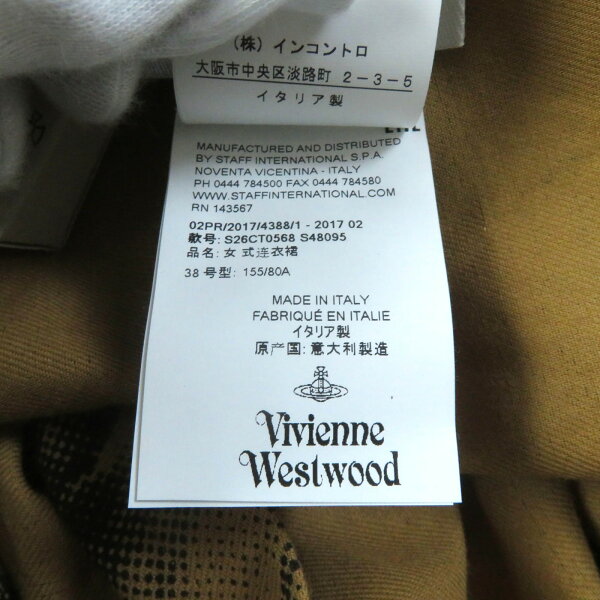 （株）インコントロ
大阪市中央区淡路町 2-3-5
イタリア製
MANUFACTURED AND DISTRIBUTED
BY STAFF INTERNATIONAL S.P.A.
NOVENTA VICENTINA - ITALY
PH 0444 784500 FAX 0444 784580
WWW.STAFFINTERNATIONAL.COM
RN 143567
02PR/2017/4388/1 - 2017 02
款号: S26CT0568 S48095
品名: 女式连衣裙
38 号型: 155/80A
MADE IN ITALY
FABRIQUÉ EN ITALIE
イタリア製
原产国: 意大利製造
Vivienne
Westwood